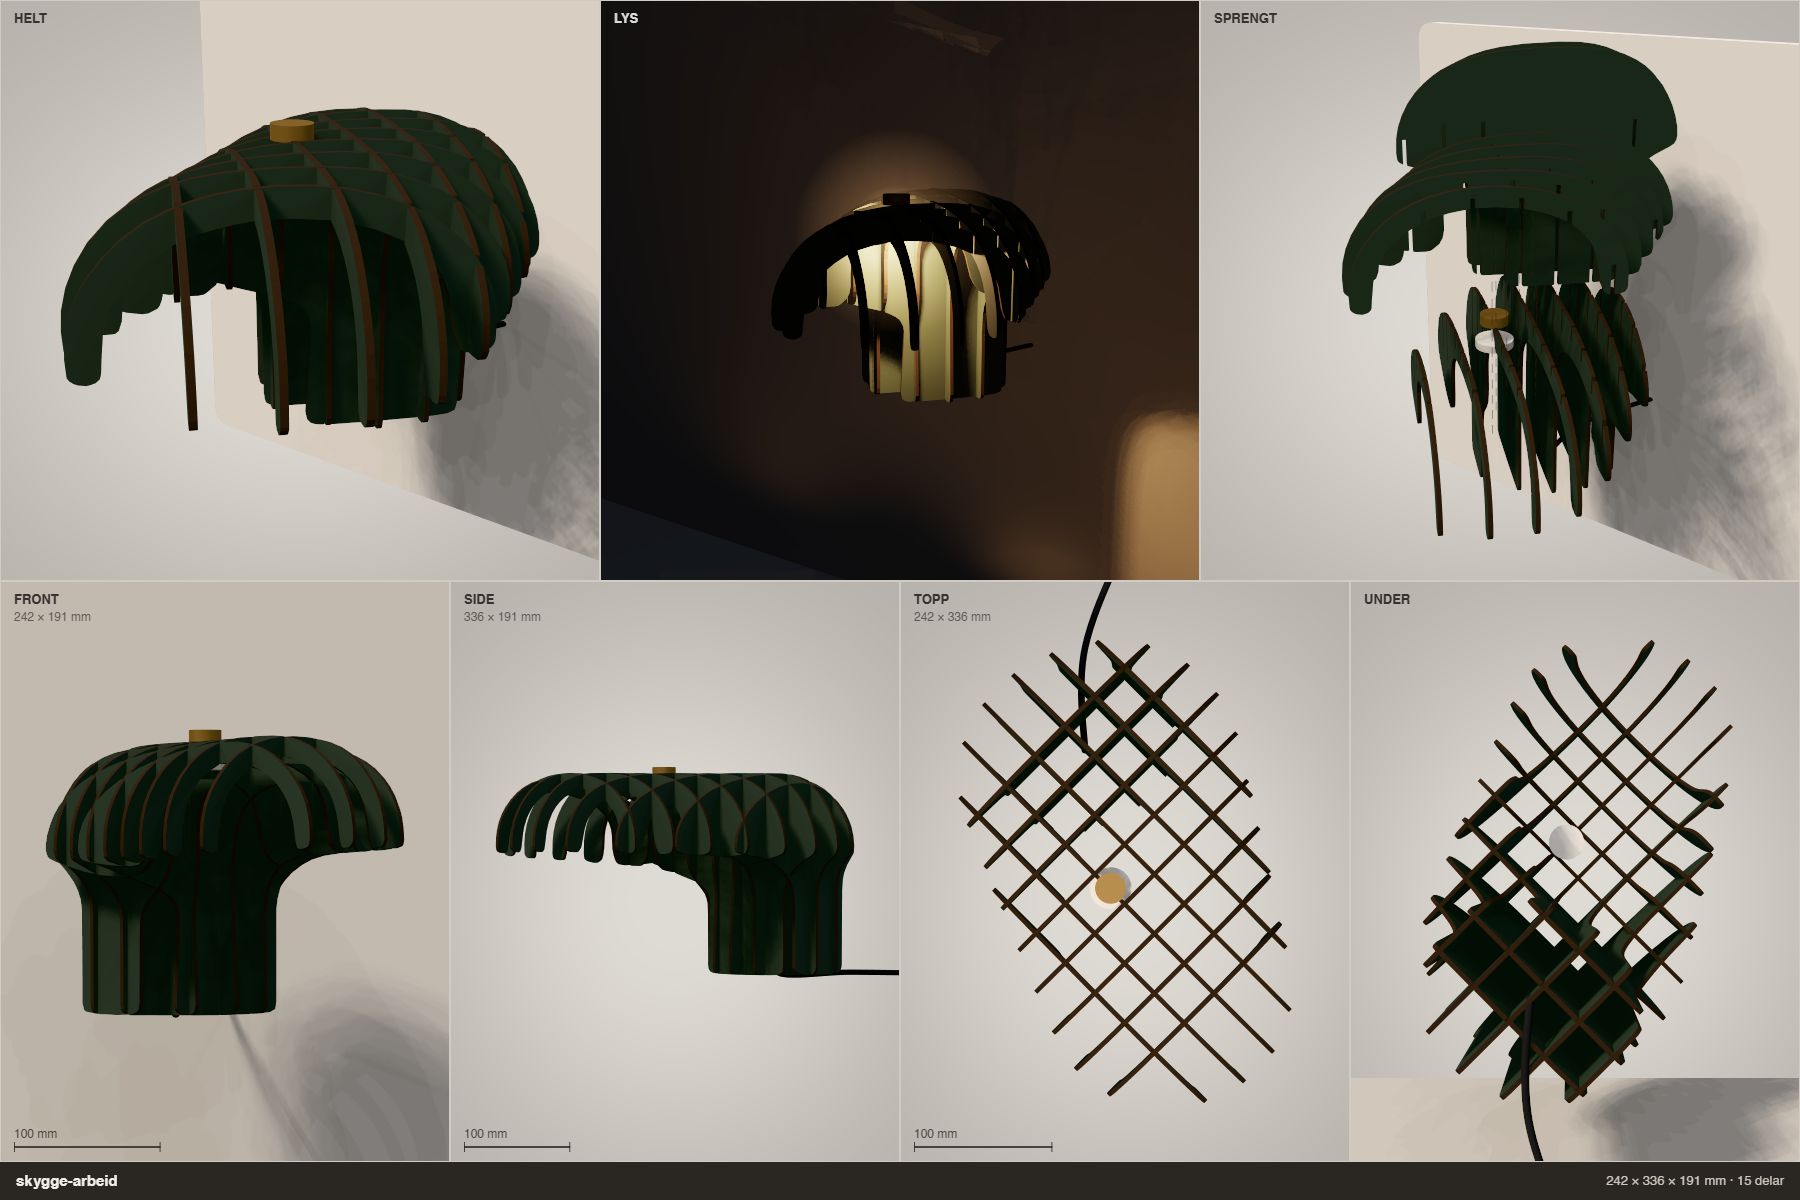 HELT
LYS
SPRENGT
FRONT
242 × 191 mm
100 mm
SIDE
336 × 191 mm
100 mm
TOPP
242 × 336 mm
100 mm
UNDER
skygge-arbeid
242 × 336 × 191 mm · 15 delar